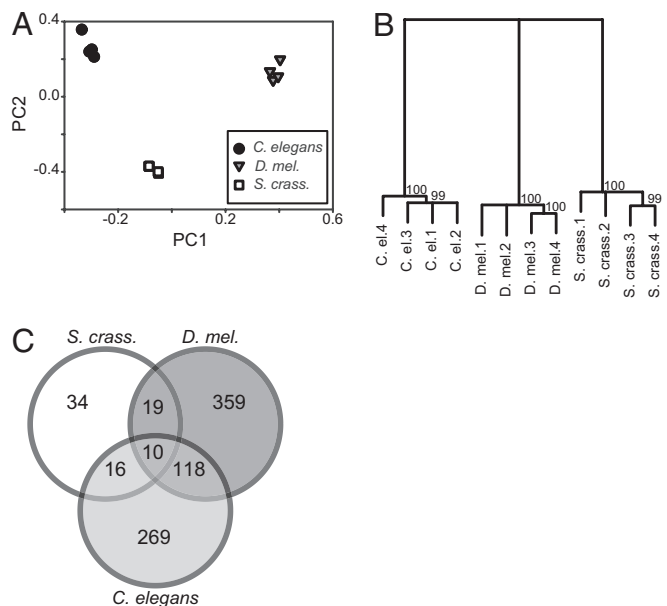 A
0.4
0.0
-0.4
PC2
-0.2
0.2
0.6
PC1
C. elegans
D. mel.
S. crass.
B
100
99
100
100
100
99
C. el.4
C. el.3
C. el.1
C. el.2
D. mel.1
D. mel.2
D. mel.3
D. mel.4
S. crass.1
S. crass.2
S. crass.3
S. crass.4
C
S. crass.
D. mel.
34
19
359
10
16
118
269
C. elegans